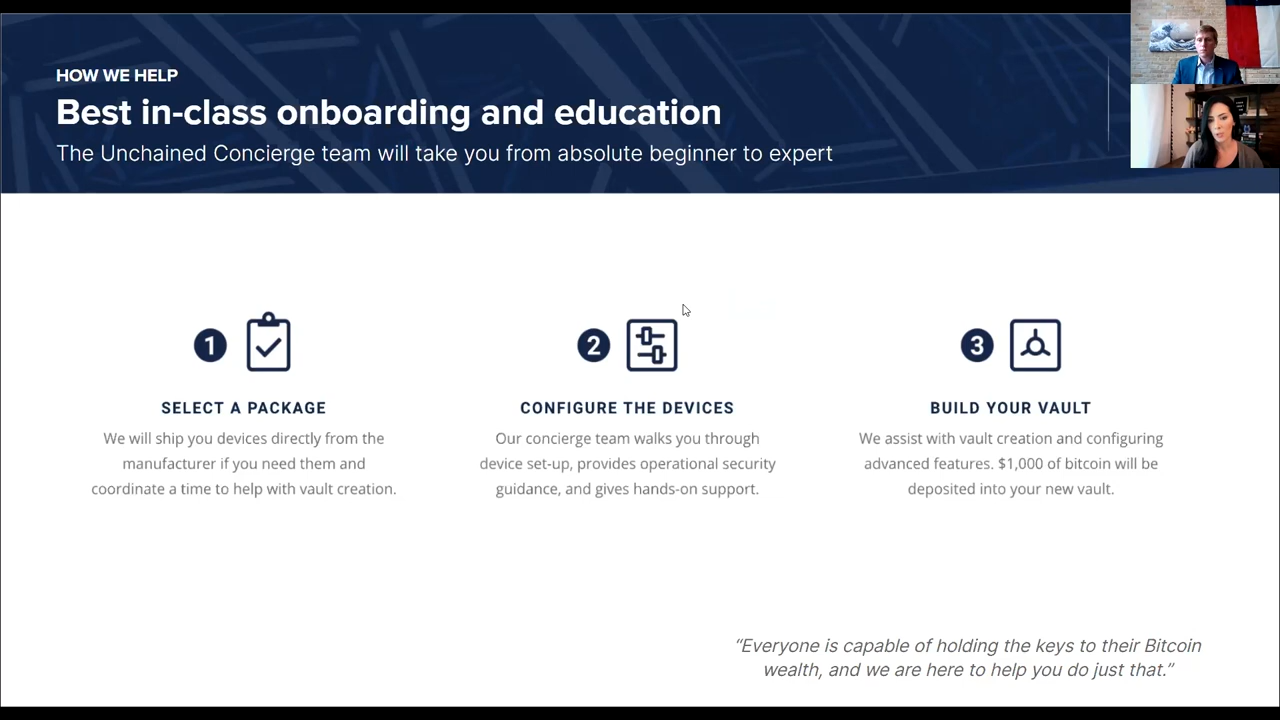 HOW WE HELP
Best in-class onboarding and education
The Unchained Concierge team will take you from absolute beginner to expert
1
SELECT A PACKAGE
We will ship you devices directly from the
manufacturer if you need them and
coordinate a time to help with vault creation.
2
CONFIGURE THE DEVICES
Our concierge team walks you through
device set-up, provides operational security
guidance, and gives hands-on support.
3
BUILD YOUR VAULT
We assist with vault creation and configuring
advanced features. $1,000 of bitcoin will be
deposited into your new vault.
“Everyone is capable of holding the keys to their Bitcoin
wealth, and we are here to help you do just that.”